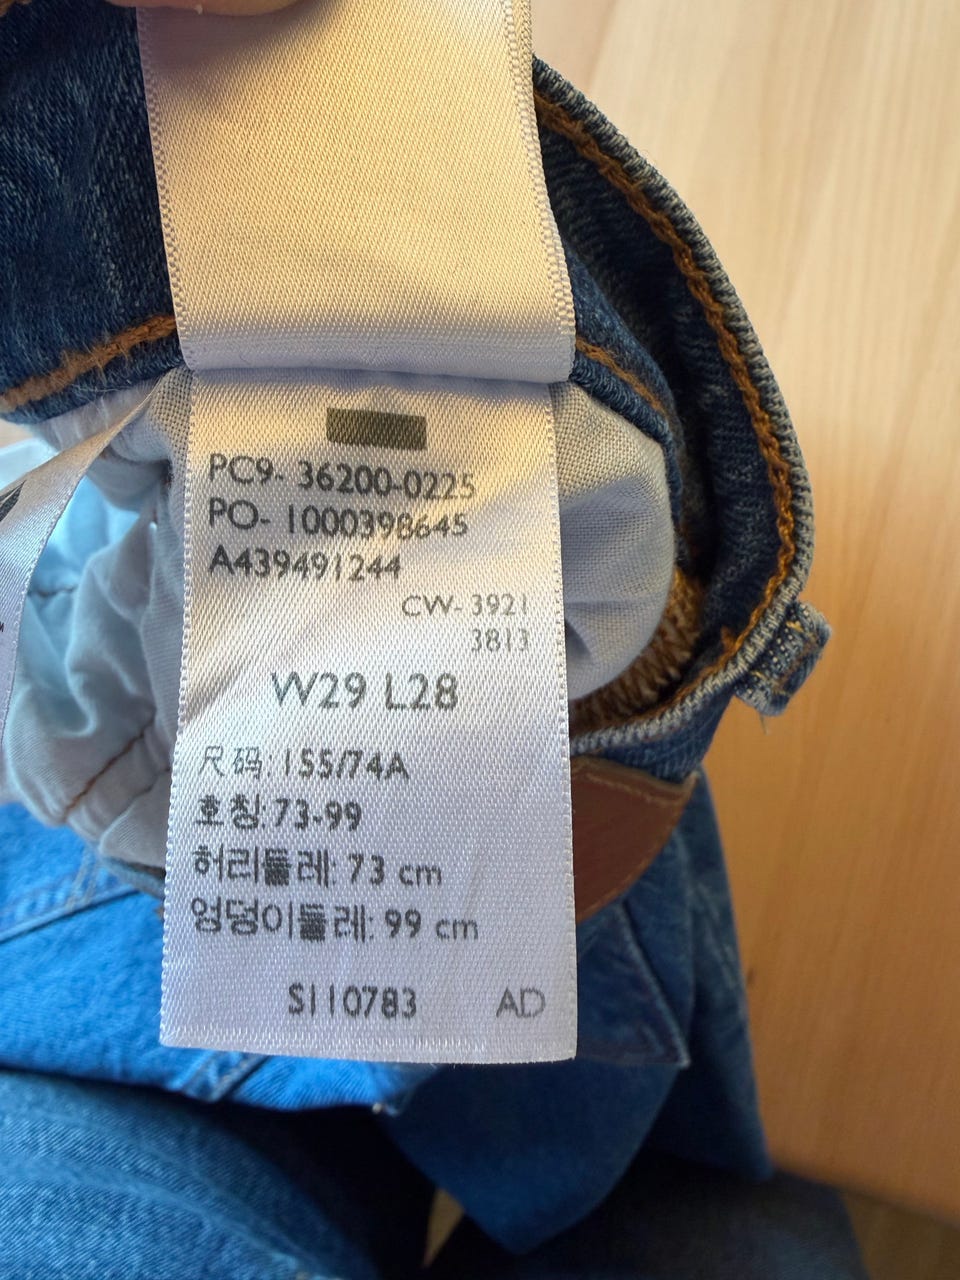 PC9- 36200-0225
PO- 1000398645
A439491244
CW- 3921
3813
W29 L28
尺码: 155/74A
호칭: 73-99
허리둘레: 73 cm
엉덩이둘레: 99 cm
S110783 AD